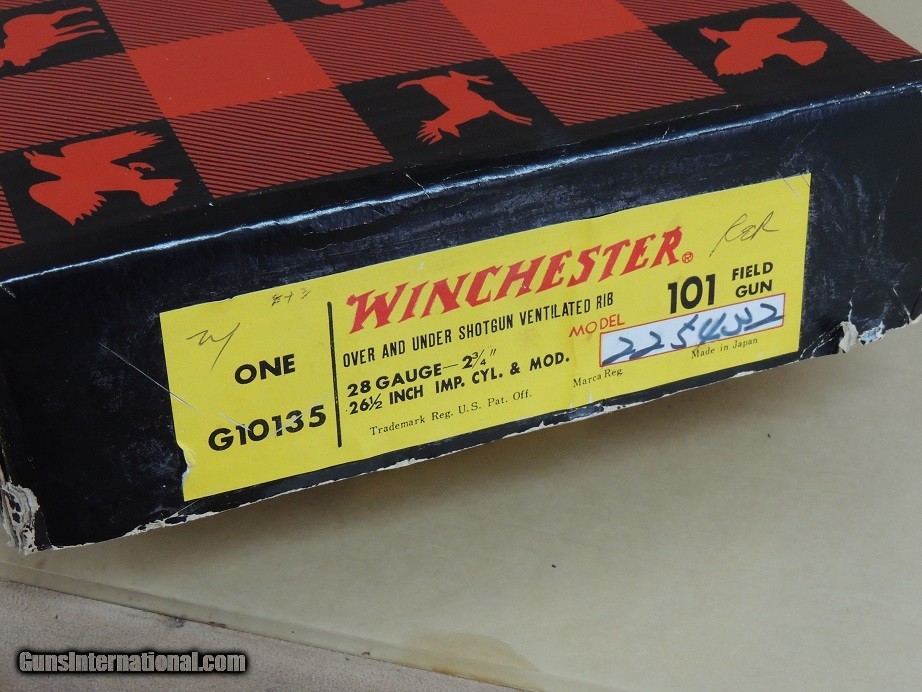 WINCHESTER®
OVER AND UNDER SHOTGUN VENTILATED RIB
28 GAUGE—2¾"
26½ INCH IMP. CYL. & MOD.
Trademark Reg. U.S. Pat. Off.
Marca Reg.
MODEL 101 FIELD GUN
225432
Made in Japan
ONE
G10135
GunsInternational.com